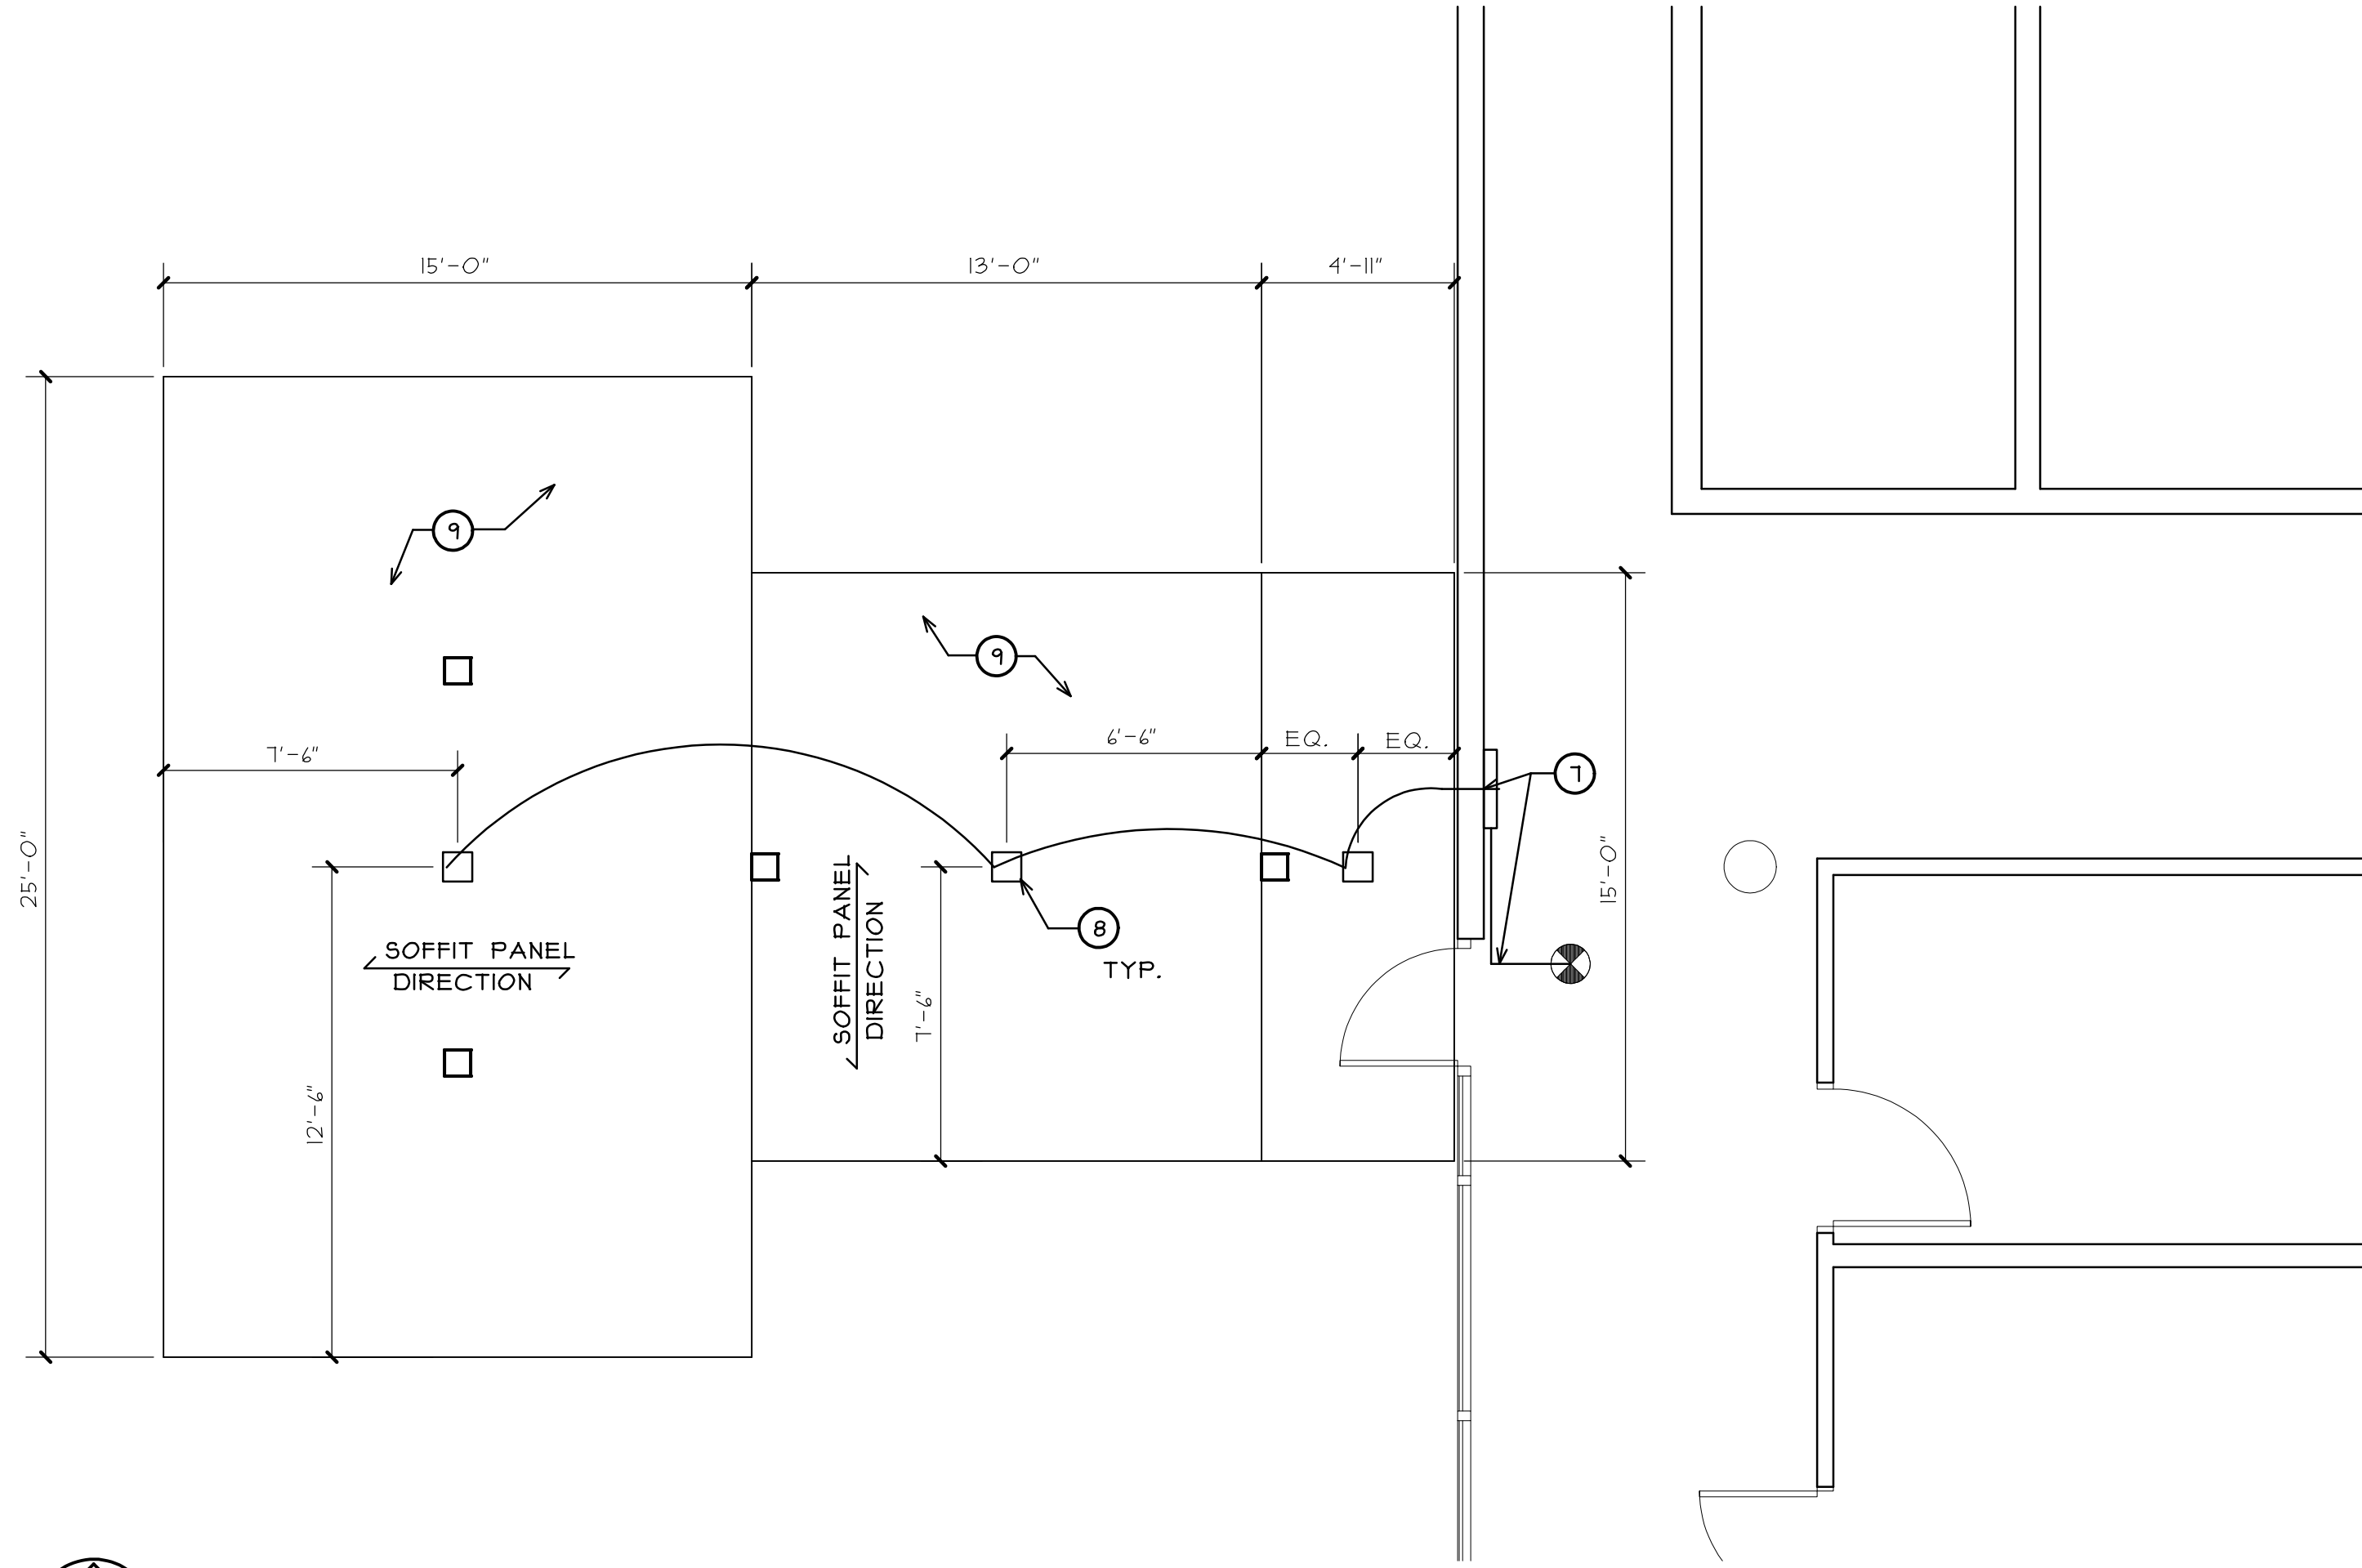 15'-0"
13'-0"
4'-11"
9
9
7'-6"
6'-6"
EQ.
EQ.
7
25'-0"
15'-0"
SOFFIT PANEL
DIRECTION
SOFFIT PANEL
DIRECTION
8
TYP.
7'-6"
12'-6"